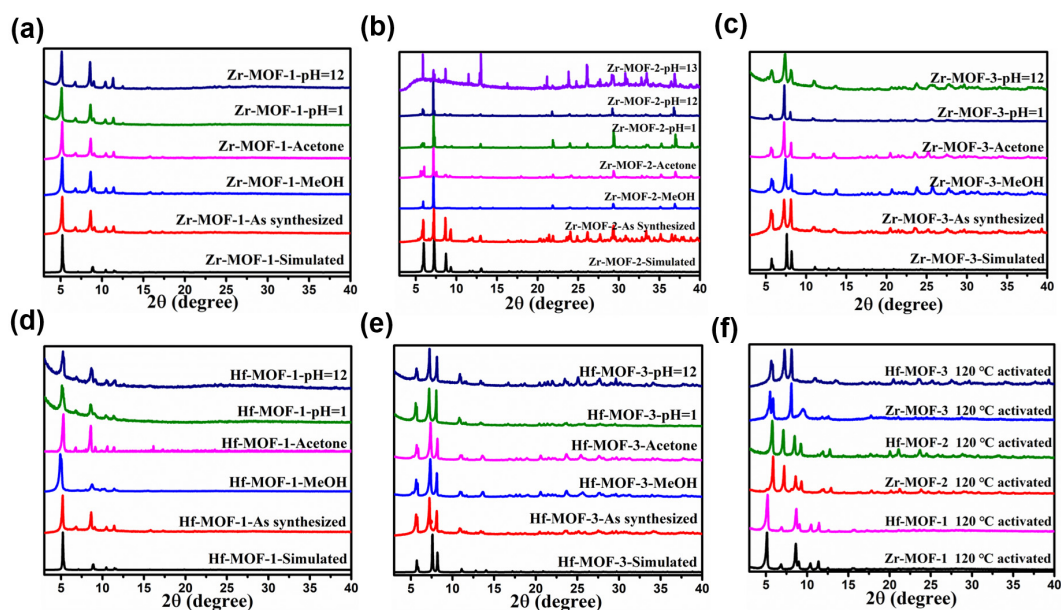 (a)
Zr-MOF-1-pH=12
Zr-MOF-1-pH=1
Zr-MOF-1-Acetone
Zr-MOF-1-MeOH
Zr-MOF-1-As synthesized
Zr-MOF-1-Simulated
5 10 15 20 25 30 35 40
2θ (degree)
(b)
Zr-MOF-2-pH=13
Zr-MOF-2-pH=12
Zr-MOF-2-pH=1
Zr-MOF-2-Acetone
Zr-MOF-2-MeOH
Zr-MOF-2-As Synthesized
Zr-MOF-2-Simulated
5 10 15 20 25 30 35 40
2θ (degree)
(c)
Zr-MOF-3-pH=12
Zr-MOF-3-pH=1
Zr-MOF-3-Acetone
Zr-MOF-3-MeOH
Zr-MOF-3-As synthesized
Zr-MOF-3-Simulated
5 10 15 20 25 30 35 40
2θ (degree)
(d)
Hf-MOF-1-pH=12
Hf-MOF-1-pH=1
Hf-MOF-1-Acetone
Hf-MOF-1-MeOH
Hf-MOF-1-As synthesized
Hf-MOF-1-Simulated
5 10 15 20 25 30 35 40
2θ (degree)
(e)
Hf-MOF-3-pH=12
Hf-MOF-3-pH=1
Hf-MOF-3-Acetone
Hf-MOF-3-MeOH
Hf-MOF-3-As synthesized
Hf-MOF-3-Simulated
5 10 15 20 25 30 35 40
2θ (degree)
(f)
Hf-MOF-3 120 °C activated
Zr-MOF-3 120 °C activated
Hf-MOF-2 120 °C activated
Zr-MOF-2 120 °C activated
Hf-MOF-1 120 °C activated
Zr-MOF-1 120 °C activated
5 10 15 20 25 30 35 40
2θ (degree)